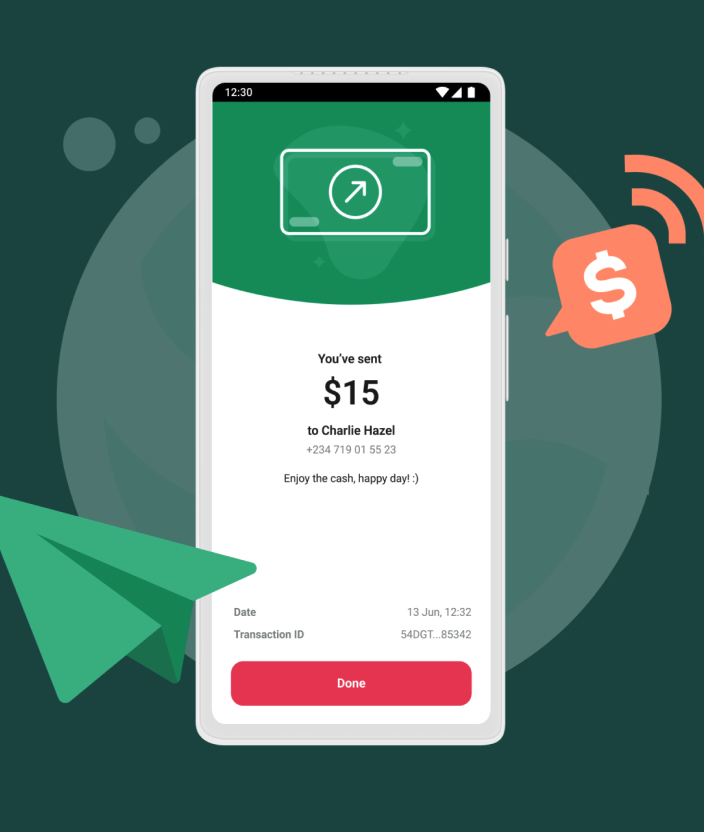 12:30
$
You've sent
$15
to Charlie Hazel
+234 719 01 55 23
Enjoy the cash, happy day! :)
Date 13 Jun, 12:32
Transaction ID 54DGT...85342
Done